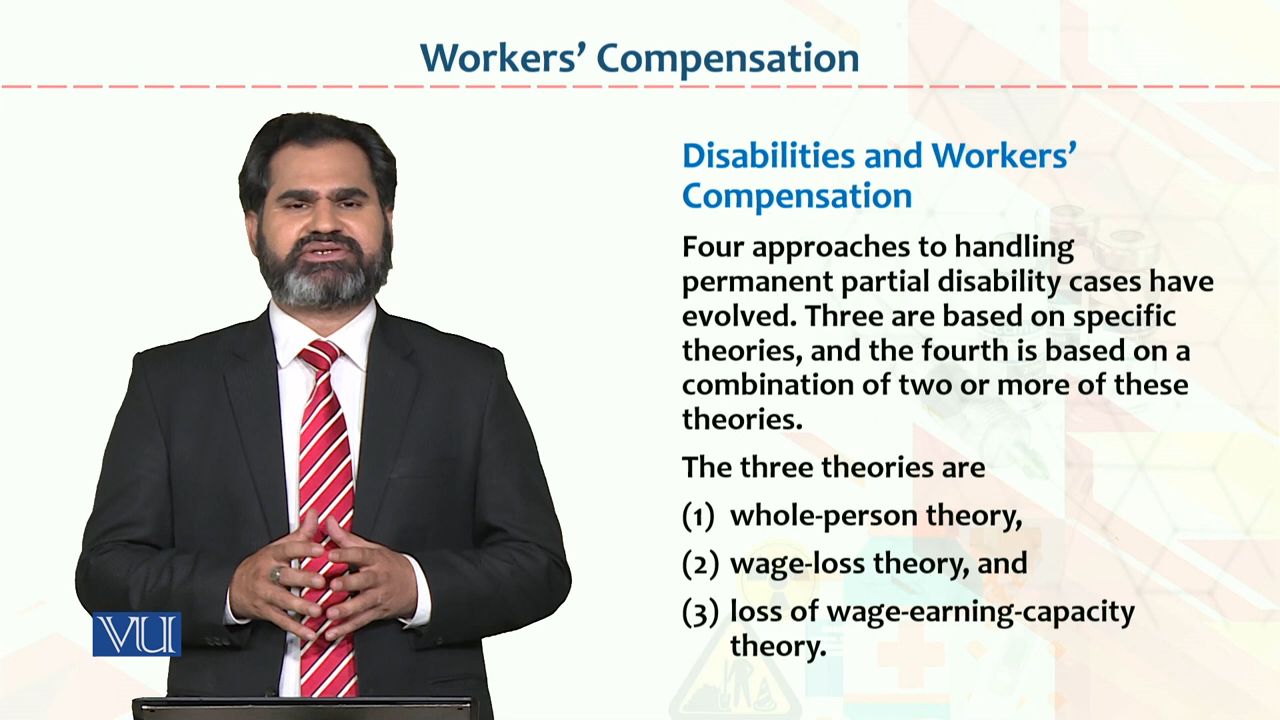 Workers’ Compensation
Disabilities and Workers’
Compensation
Four approaches to handling
permanent partial disability cases have
evolved. Three are based on specific
theories, and the fourth is based on a
combination of two or more of these
theories.
The three theories are
(1) whole-person theory,
(2) wage-loss theory, and
(3) loss of wage-earning-capacity
theory.
VU